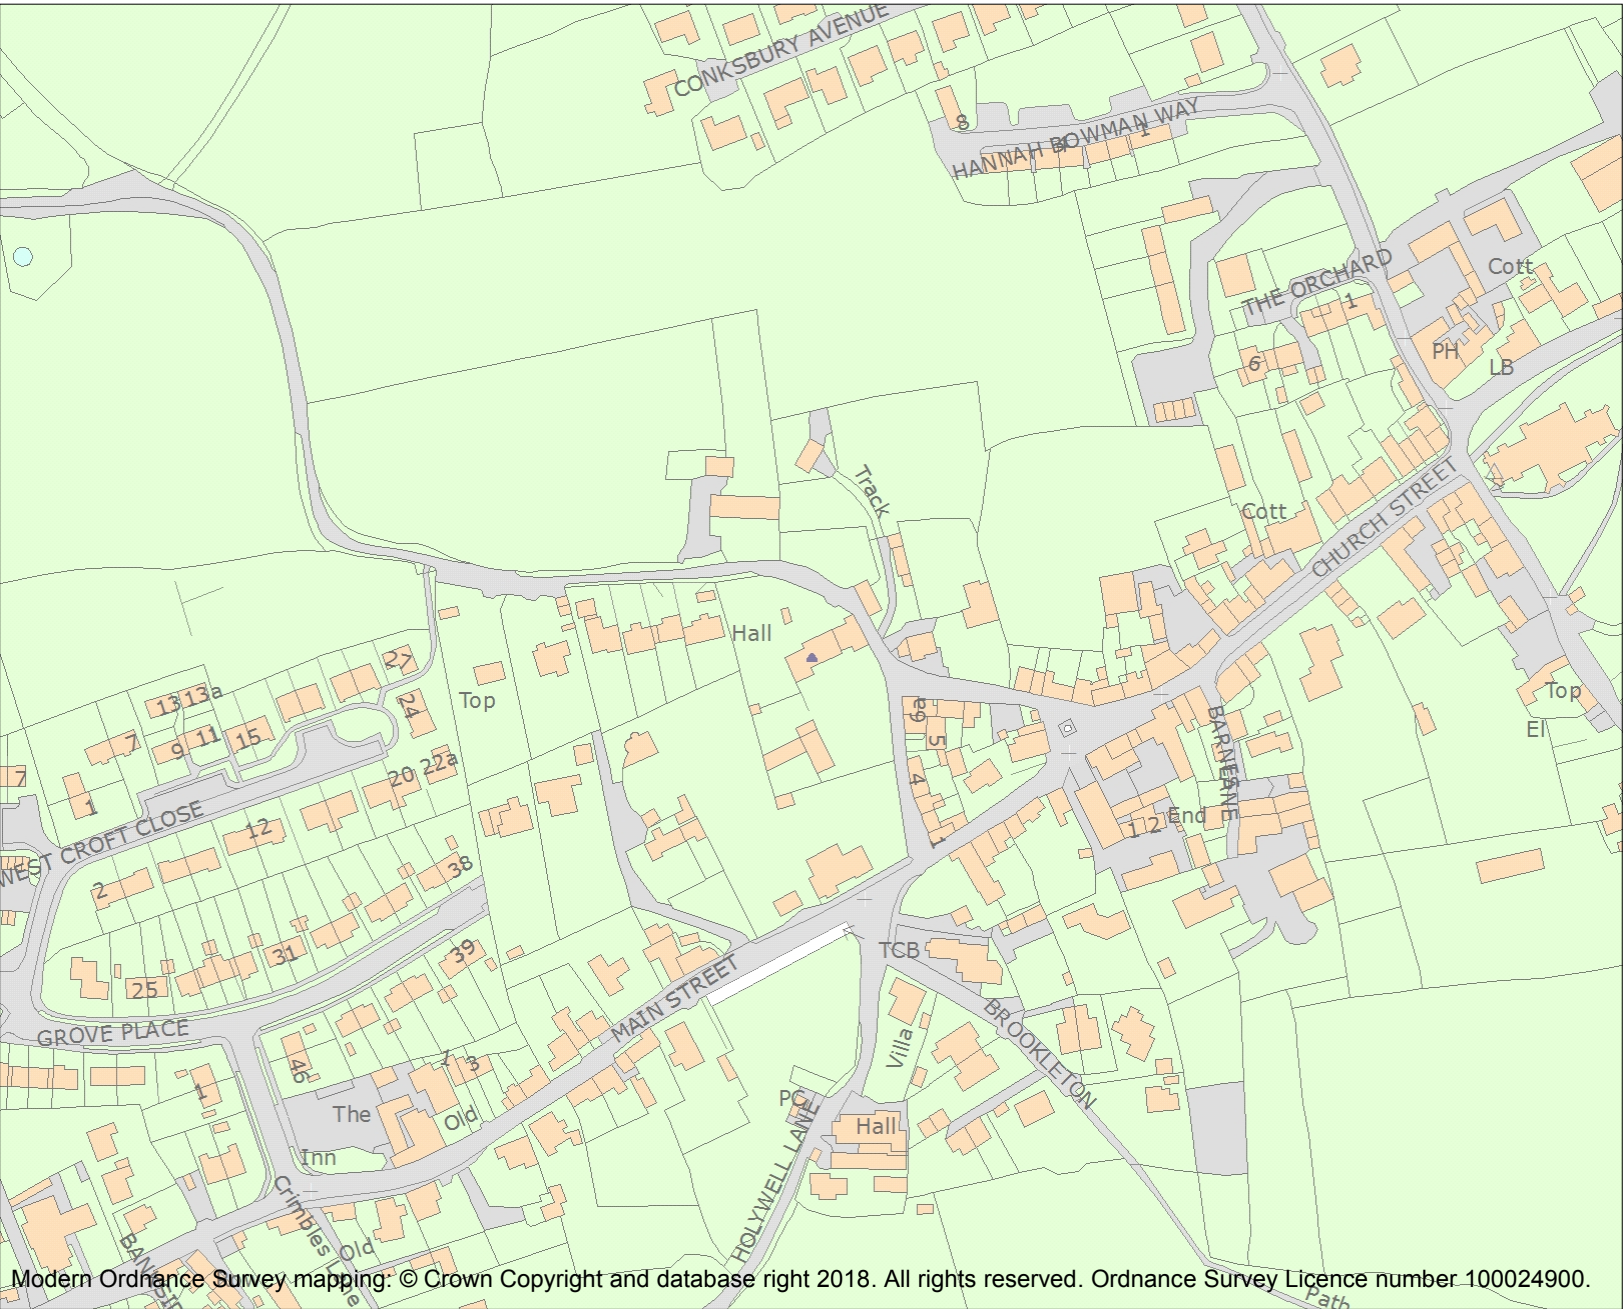 CONKSBURY AVENUE
8
HANNAH BOWMAN WAY
1
THE ORCHARD
1
Cott
6
PH
LB
Track
Cott
CHURCH STREET
Hall
27
13 13a
24
Top
Top
El
7
9 11 15
6a
5
BARNES LANE
7
20 22a
4
1
12
1 2 End
WEST CROFT CLOSE
1
2
38
31
39
25
TCB
MAIN STREET
BROOKLETON
GROVE PLACE
Villa
46
1 3
1
PC
The
Old
Hall
Inn
HOLYWELL LANE
Crimbles Lane
Old
Path
Modern Ordnance Survey mapping: © Crown Copyright and database right 2018. All rights reserved. Ordnance Survey Licence number 100024900.